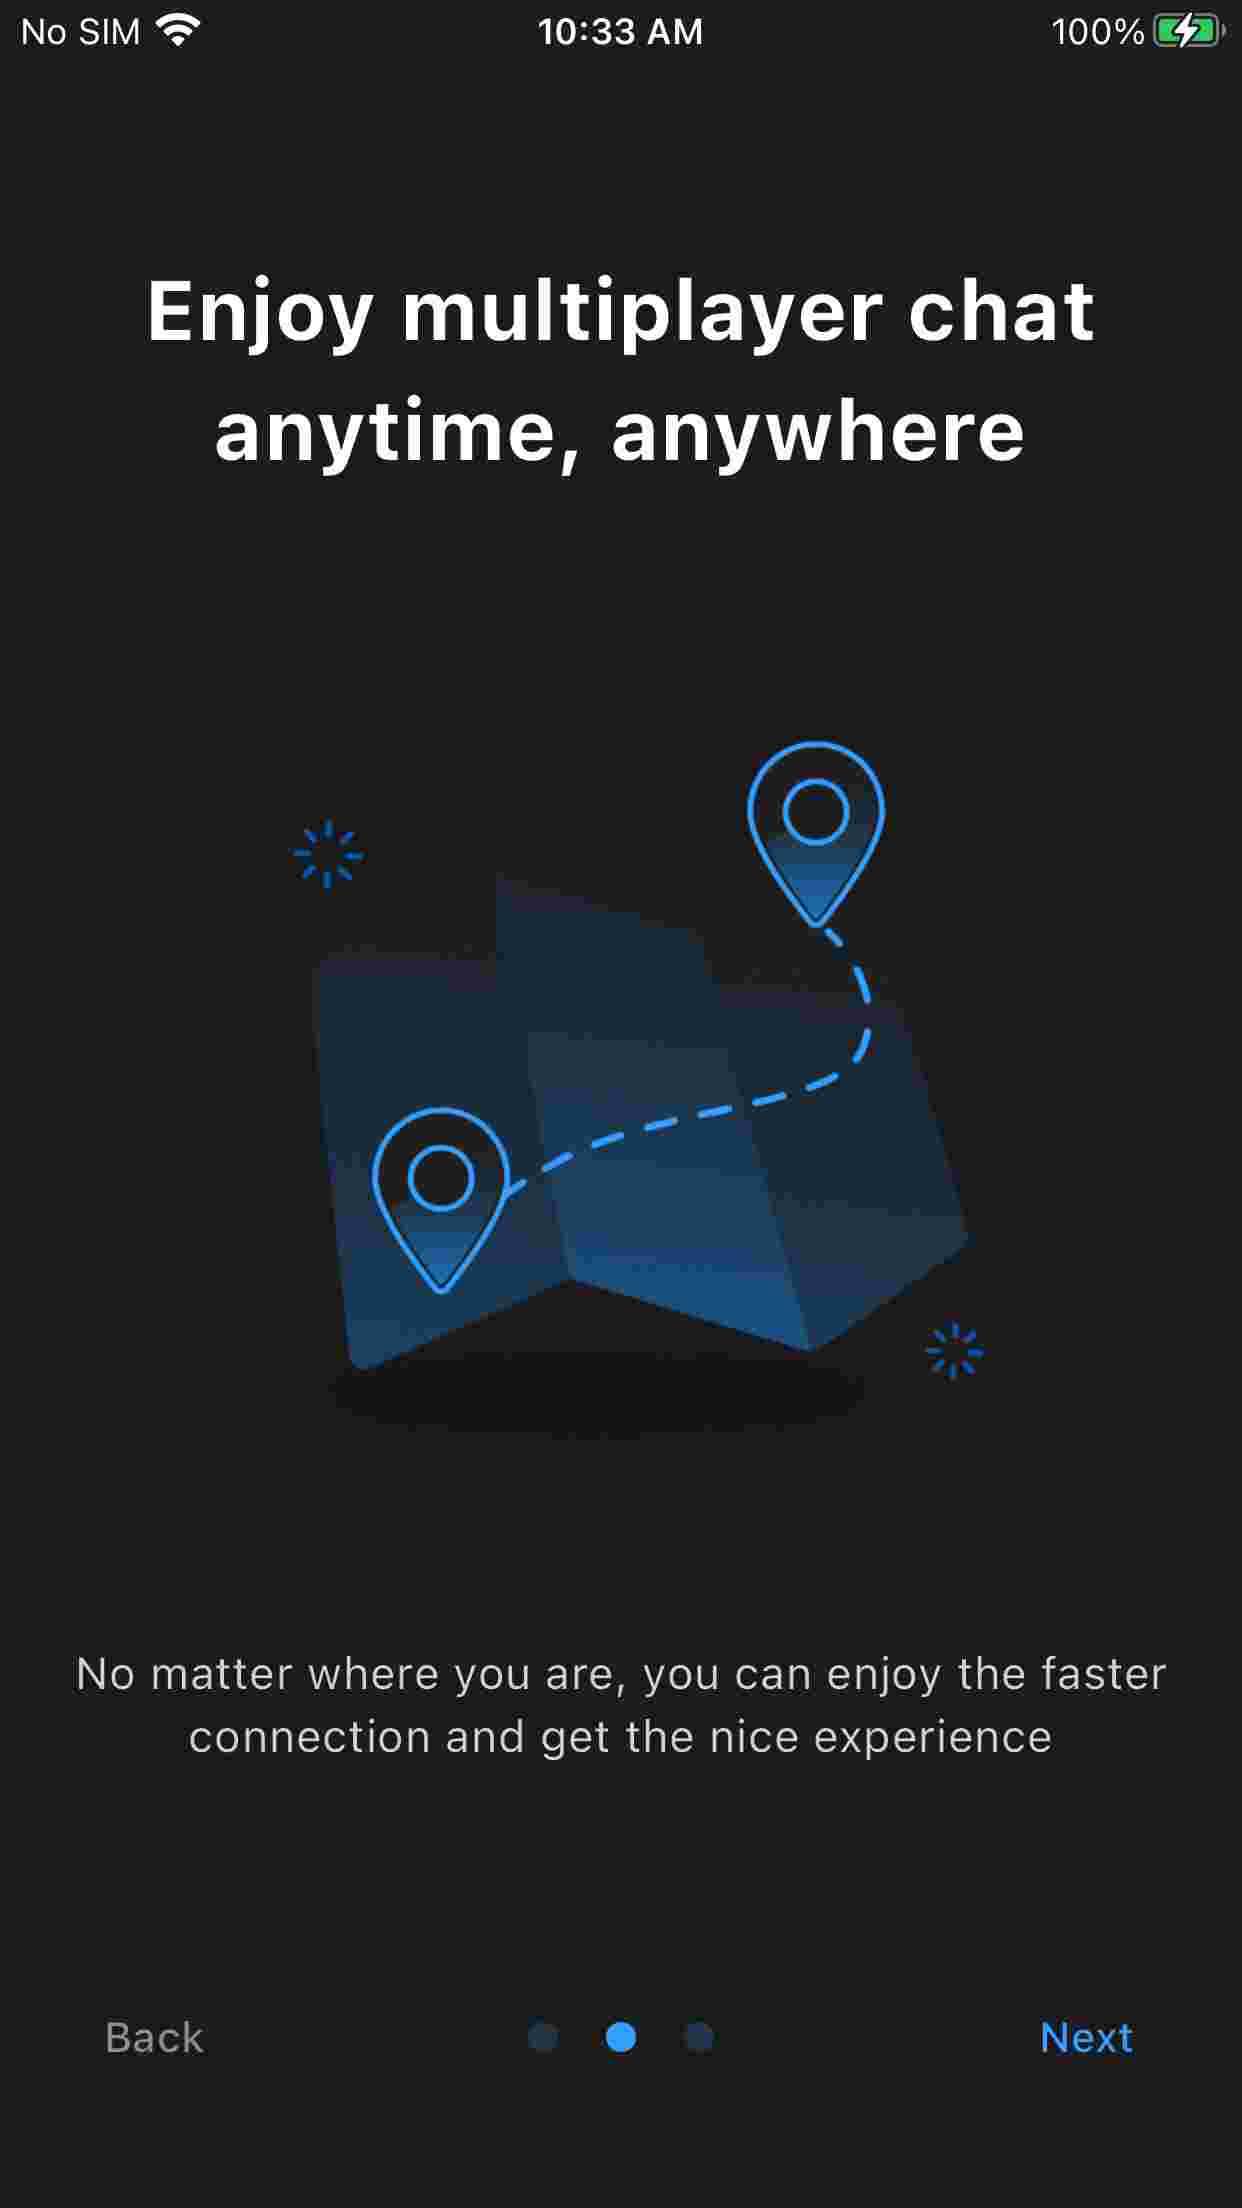 No SIM 10:33 AM 100%
Enjoy multiplayer chat
anytime, anywhere
No matter where you are, you can enjoy the faster
connection and get the nice experience
Back Next